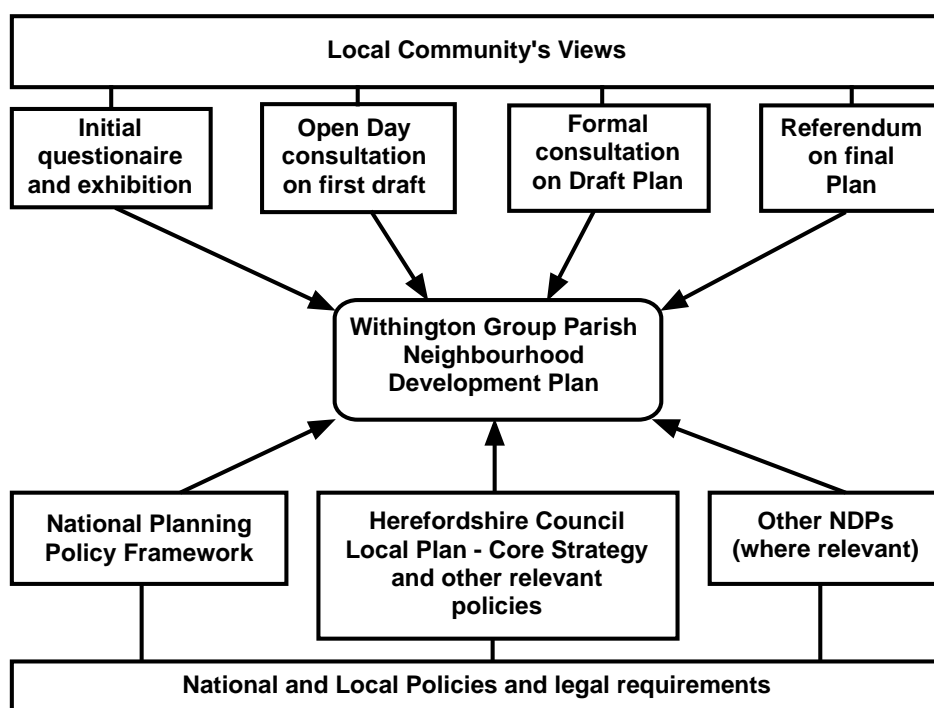 Local Community's Views
Initial
questionaire
and exhibition
Open Day
consultation
on first draft
Formal
consultation
on Draft Plan
Referendum
on final
Plan
Withington Group Parish
Neighbourhood
Development Plan
National Planning
Policy Framework
Herefordshire Council
Local Plan - Core Strategy
and other relevant
policies
Other NDPs
(where relevant)
National and Local Policies and legal requirements